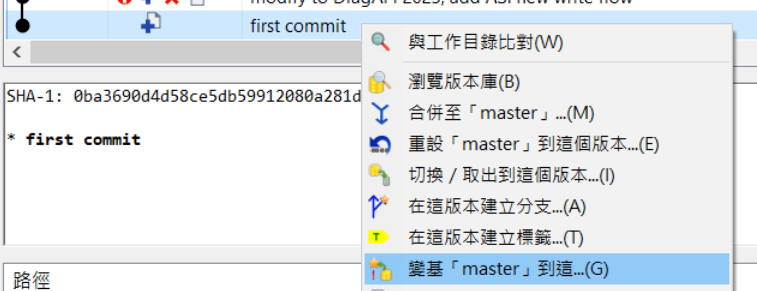 modify to DiagAPI 2025, add ASI new write flow
first commit
與工作目錄比對(W)
瀏覽版本庫(B)
合併至「master」...(M)
重設「master」到這個版本...(E)
切換 / 取出到這個版本...(I)
在這版本建立分支...(A)
在這版本建立標籤...(T)
變基「master」到這...(G)
SHA-1: 0ba3690d4d58ce5db59912080a281d
* first commit
路徑